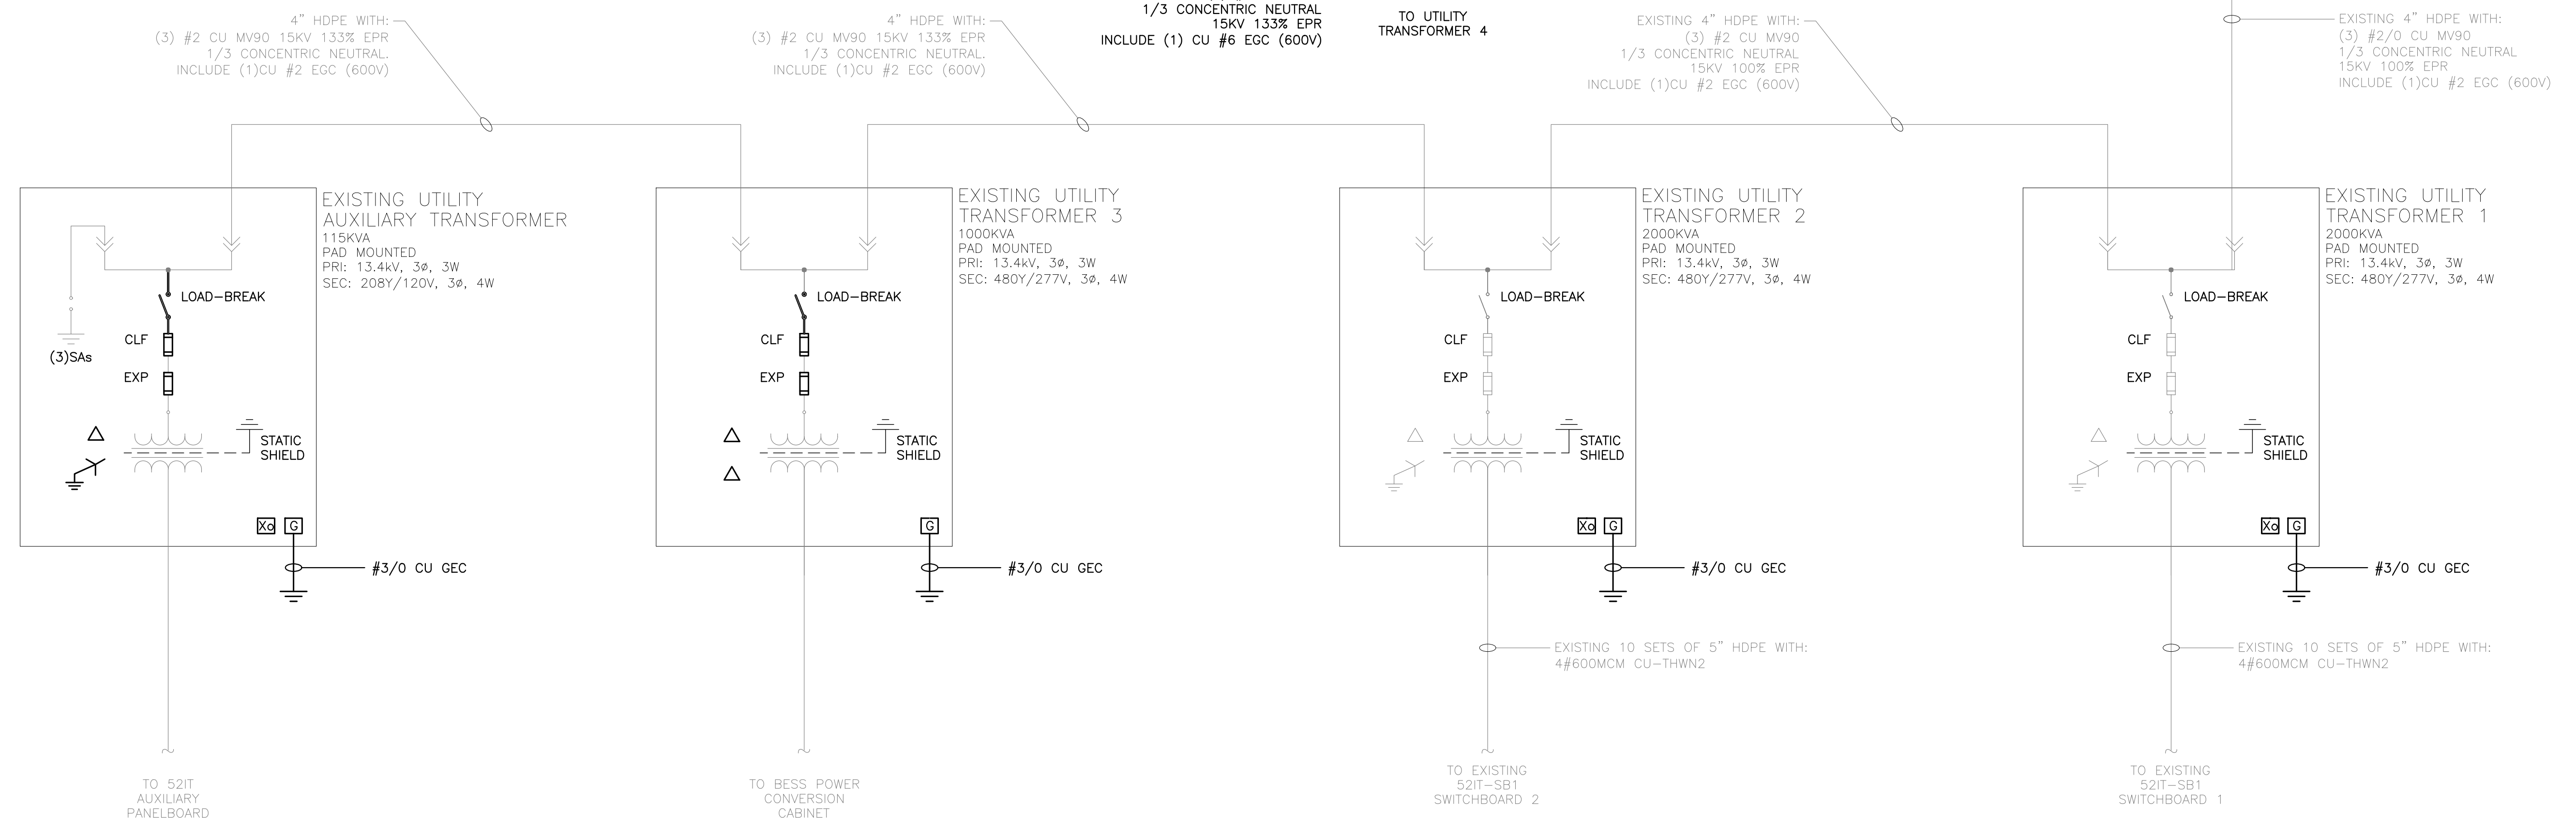 4" HDPE WITH:
(3) #2 CU MV90 15KV 133% EPR
1/3 CONCENTRIC NEUTRAL.
INCLUDE (1)CU #2 EGC (600V)
4" HDPE WITH:
(3) #2 CU MV90 15KV 133% EPR
1/3 CONCENTRIC NEUTRAL.
INCLUDE (1)CU #2 EGC (600V)
1/3 CONCENTRIC NEUTRAL
15KV 133% EPR
INCLUDE (1) CU #6 EGC (600V)
TO UTILITY
TRANSFORMER 4
EXISTING 4" HDPE WITH:
(3) #2 CU MV90
1/3 CONCENTRIC NEUTRAL
15KV 100% EPR
INCLUDE (1)CU #2 EGC (600V)
EXISTING 4" HDPE WITH:
(3) #2/0 CU MV90
1/3 CONCENTRIC NEUTRAL
15KV 100% EPR
INCLUDE (1)CU #2 EGC (600V)
EXISTING UTILITY
AUXILIARY TRANSFORMER
115KVA
PAD MOUNTED
PRI: 13.4kV, 3ø, 3W
SEC: 208Y/120V, 3ø, 4W
LOAD-BREAK
CLF
(3)SAs
EXP
STATIC
SHIELD
Xo G
#3/0 CU GEC
TO 52IT
AUXILIARY
PANELBOARD
EXISTING UTILITY
TRANSFORMER 3
1000KVA
PAD MOUNTED
PRI: 13.4kV, 3ø, 3W
SEC: 480Y/277V, 3ø, 4W
LOAD-BREAK
CLF
EXP
STATIC
SHIELD
G
#3/0 CU GEC
TO BESS POWER
CONVERSION
CABINET
EXISTING UTILITY
TRANSFORMER 2
2000KVA
PAD MOUNTED
PRI: 13.4kV, 3ø, 3W
SEC: 480Y/277V, 3ø, 4W
LOAD-BREAK
CLF
EXP
STATIC
SHIELD
Xo G
#3/0 CU GEC
EXISTING 10 SETS OF 5" HDPE WITH:
4#600MCM CU-THWN2
TO EXISTING
52IT-SB1
SWITCHBOARD 2
EXISTING UTILITY
TRANSFORMER 1
2000KVA
PAD MOUNTED
PRI: 13.4kV, 3ø, 3W
SEC: 480Y/277V, 3ø, 4W
LOAD-BREAK
CLF
EXP
STATIC
SHIELD
Xo G
#3/0 CU GEC
EXISTING 10 SETS OF 5" HDPE WITH:
4#600MCM CU-THWN2
TO EXISTING
52IT-SB1
SWITCHBOARD 1